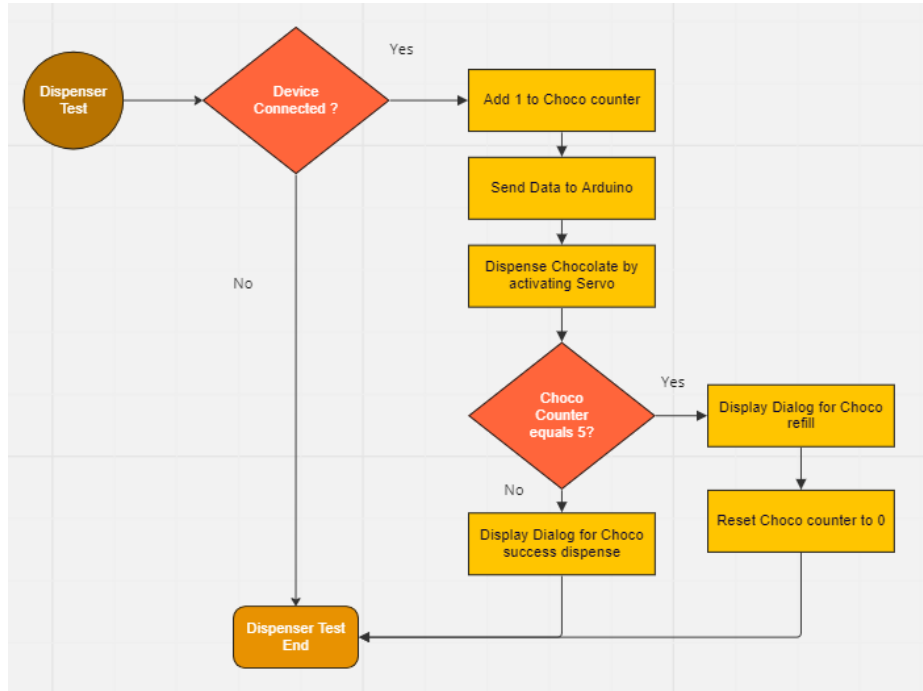 Dispenser
Test
Device
Connected ?
Yes
Add 1 to Choco counter
Send Data to Arduino
Dispense Chocolate by
activating Servo
No
Choco
Counter
equals 5?
Yes
Display Dialog for Choco
refill
No
Reset Choco counter to 0
Display Dialog for Choco
success dispense
Dispenser Test
End